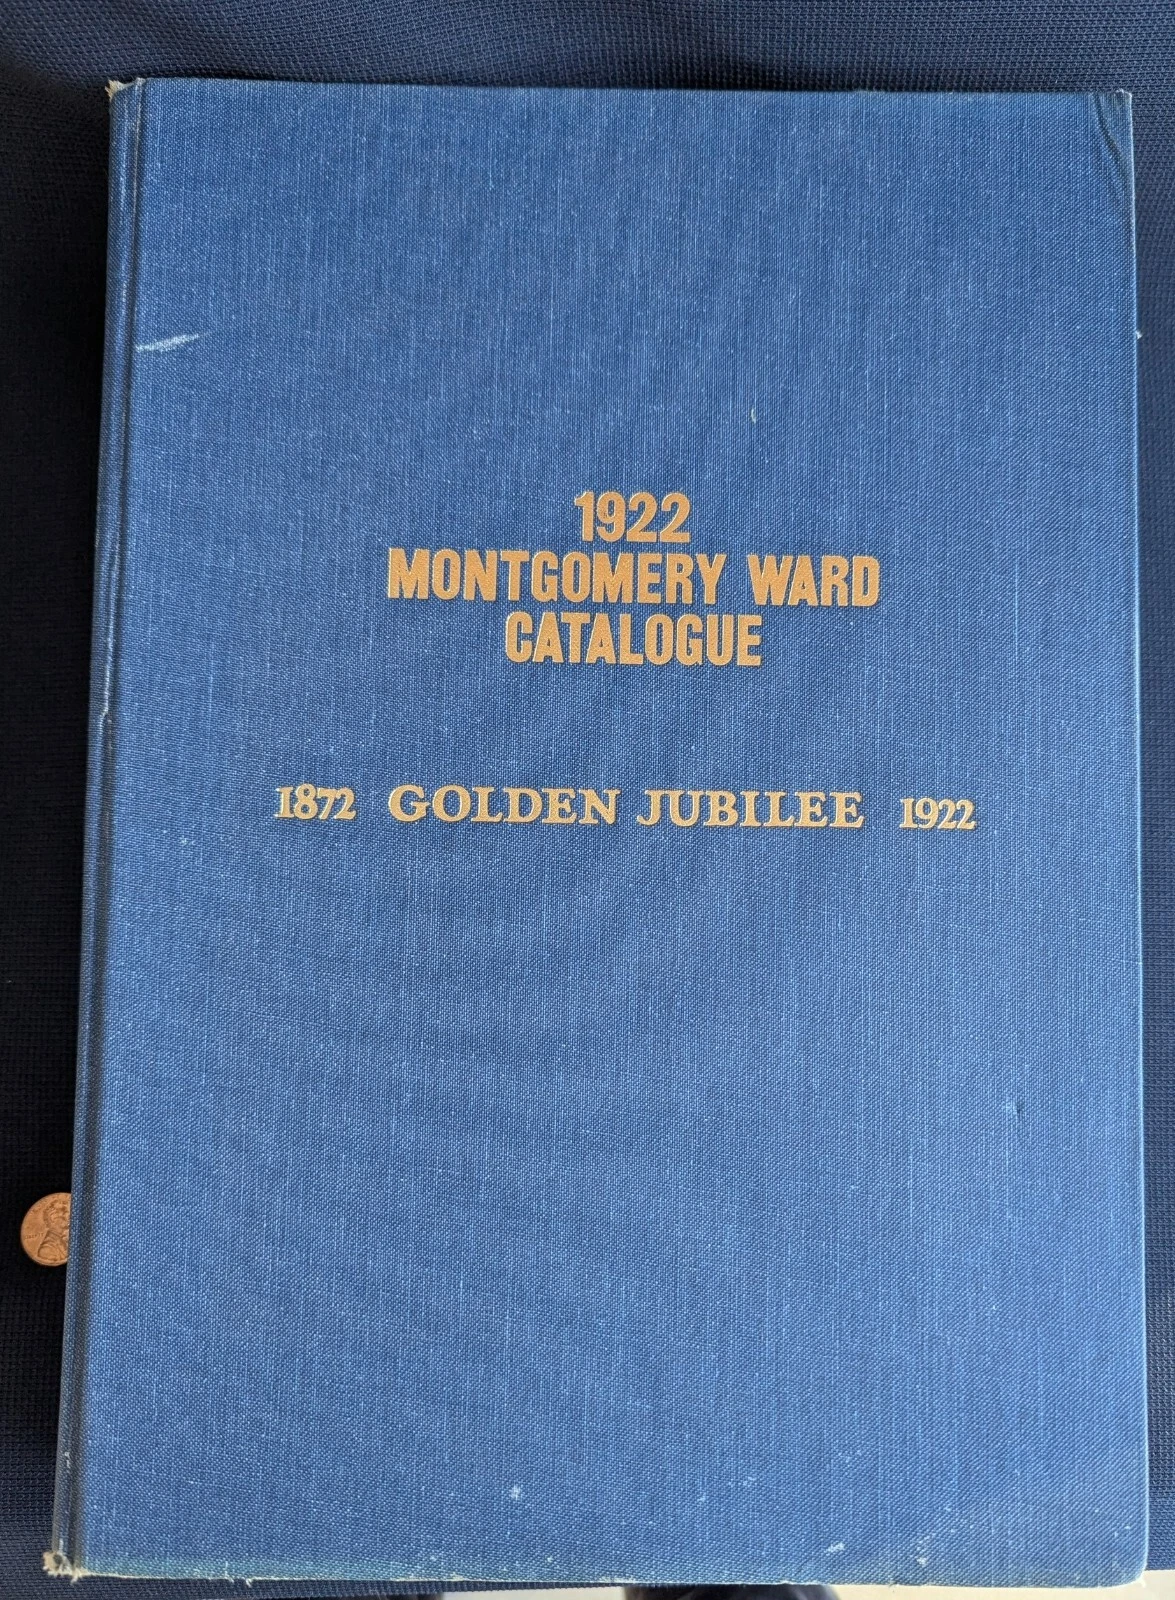 1922
MONTGOMERY WARD
CATALOGUE
1872 GOLDEN JUBILEE 1922